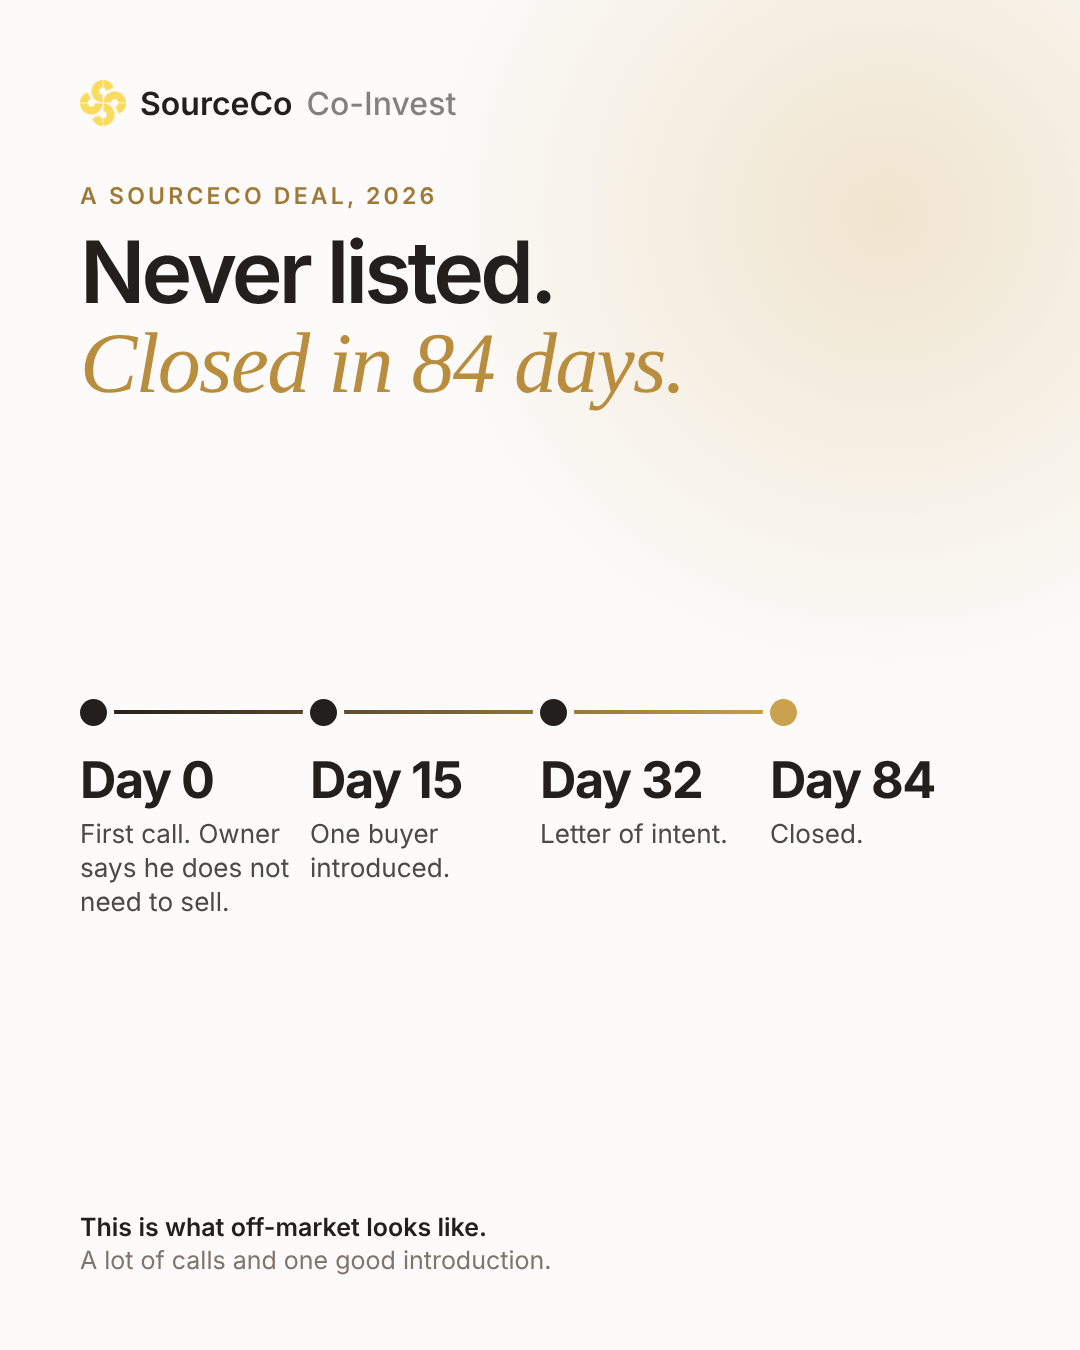 SourceCo Co-Invest
A SOURCECO DEAL, 2026
Never listed.
Closed in 84 days.
Day 0
First call. Owner
says he does not
need to sell.
Day 15
One buyer
introduced.
Day 32
Letter of intent.
Day 84
Closed.
This is what off-market looks like.
A lot of calls and one good introduction.